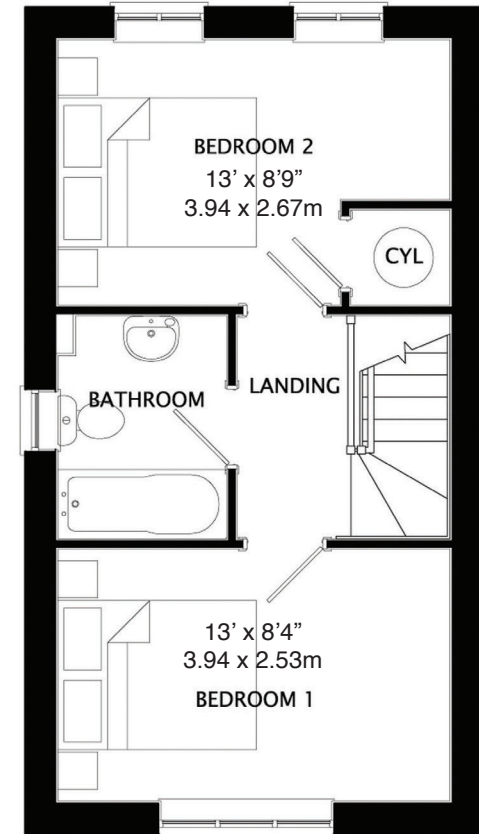 BEDROOM 2
13’ x 8’9”
3.94 x 2.67m
CYL
LANDING
BATHROOM
13’ x 8’4”
3.94 x 2.53m
BEDROOM 1